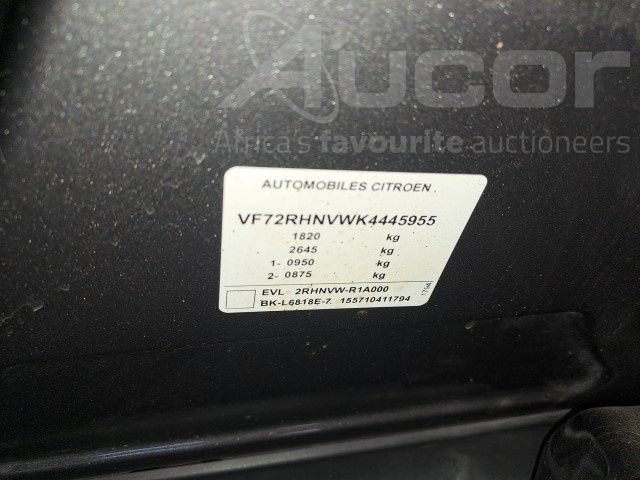 Aucor
Africa's favourite auctioneers
AUTOMOBILES CITROEN
VF72RHNVWK4445955
1820 kg
2645 kg
1- 0950 kg
2- 0875 kg
EVL 2RHNVW-R1A000
BK-L6818E-7 155710411794